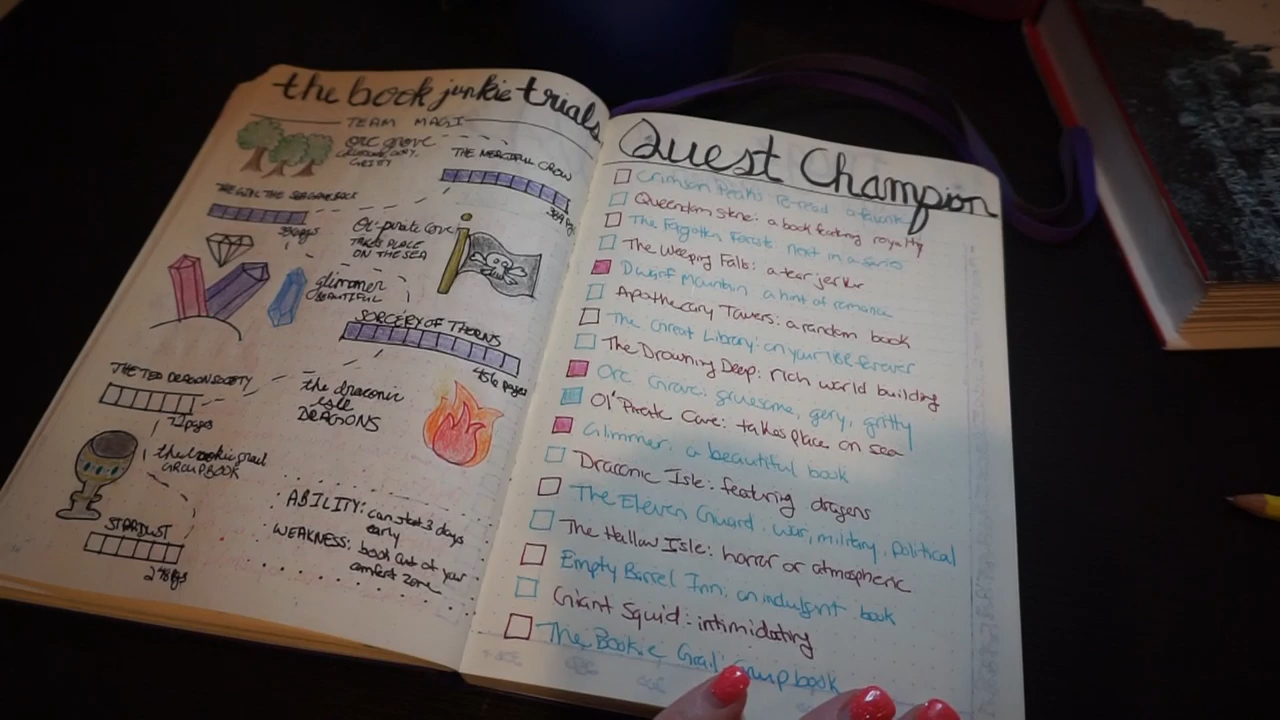 the book junkie trials
TEAM MAGI
orc grove
GRITTY
THE MERCIFUL CROW
369 pgs
THE GIRL THE SEA GAVE BACK
336 pgs
Ol-pirate cove
TAKES PLACE
ON THE SEA
glimmer
BEAUTIFUL
SORCERY OF THORNS
456 pages
THE TEA DRAGON SOCIETY
72 pages
the draconic
isle
DRAGONS
the bookie grail
GROUP BOOK
STARDUST
248 pgs
ABILITY: can start 3 days
early
WEAKNESS: book out of your
comfort zone
Quest Champion
Crimson Peaks re-read a favorite
Queendom stone: a book featuring royalty
The Forgotten Forest: next in a series
The Weeping Falls: a tear jerker
Dwarf Mountain a hint of romance
Apothecary Towers: a random book
The Great Library: on your TBR forever
The Drowning Deep: rich world building
Orc Grove: gruesome, gory, gritty
Ol' Pirate Cove: takes place on sea
Glimmer, a beautiful book
Draconic Isle: featuring dragons
The Eleven Guard, war, military, political
The Hallow Isle: horror or atmospheric
Empty Barrel Inn, an indulgent book
Giant Squid: intimidating
The Bookie Grail group book